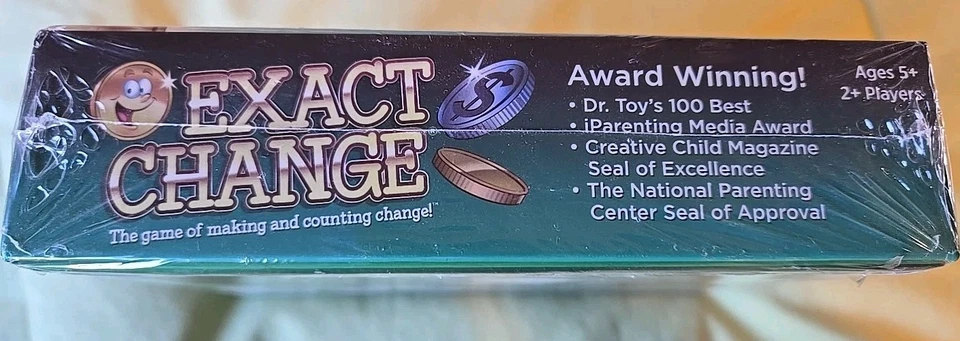 EXACT
CHANGE
The game of making and counting change!™
$
Award Winning!
• Dr. Toy's 100 Best
• iParenting Media Award
• Creative Child Magazine
Seal of Excellence
• The National Parenting
Center Seal of Approval
Ages 5+
2+ Players